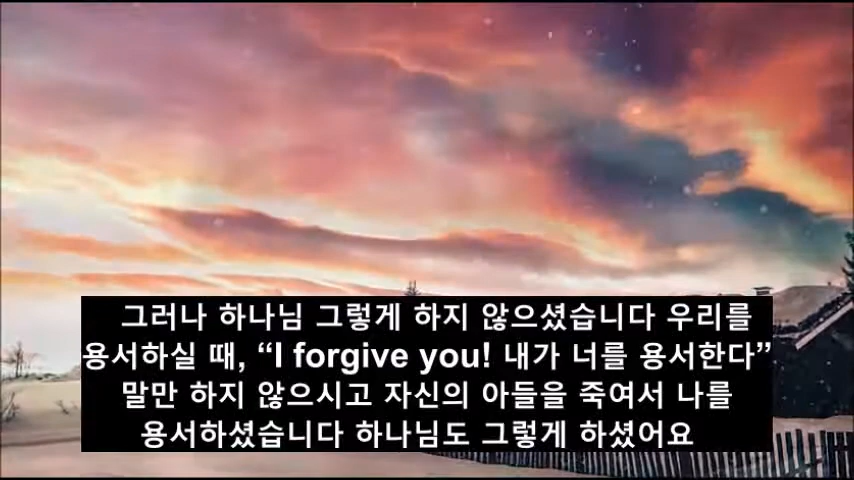 그러나 하나님 그렇게 하지 않으셨습니다 우리를
용서하실 때, “I forgive you! 내가 너를 용서한다”
말만 하지 않으시고 자신의 아들을 죽여서 나를
용서하셨습니다 하나님도 그렇게 하셨어요